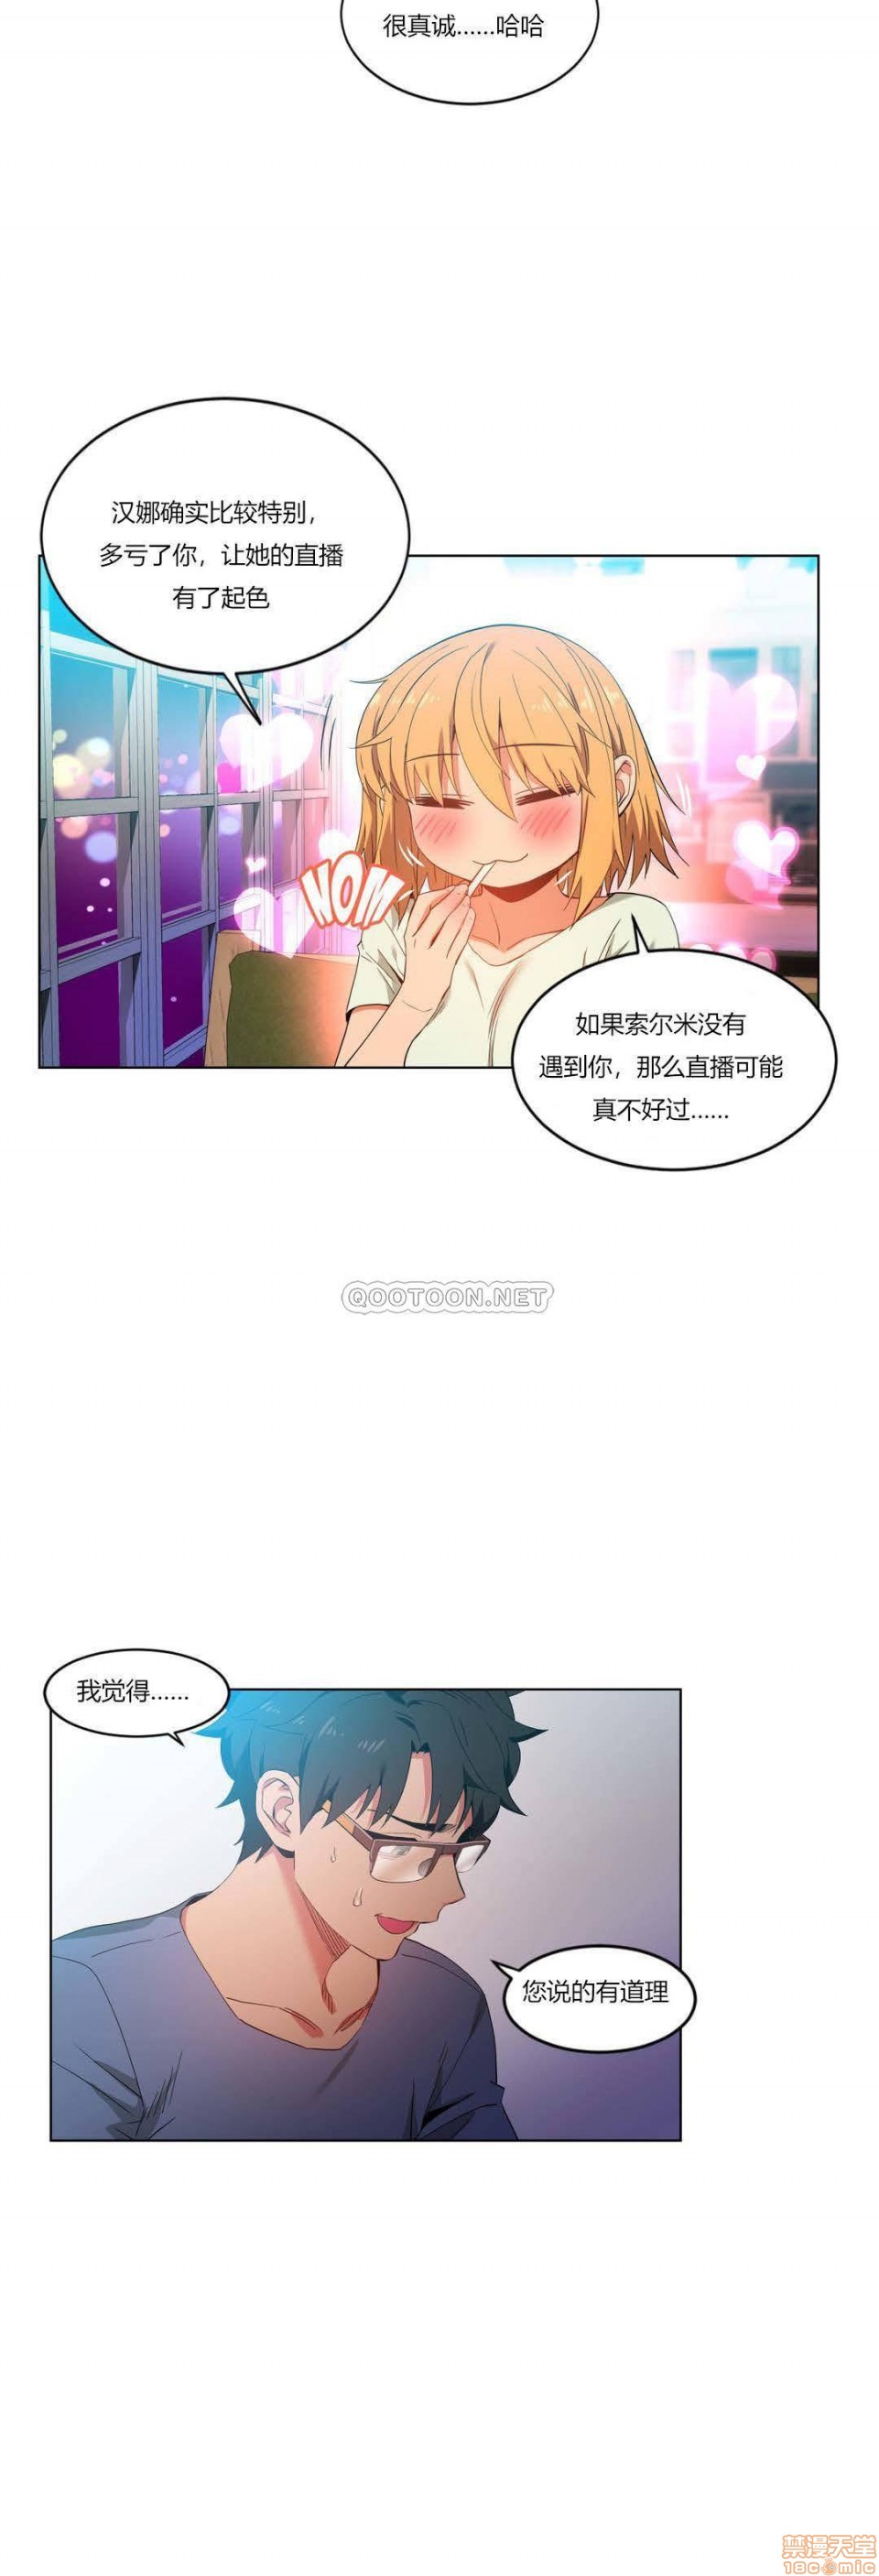 很真诚......哈哈
汉娜确实比较特别，
多亏了你，让她的直播
有了起色
NOM
如果索尔米没有
遇到你，那么直播可能
真不好过......
QOOTOON.NET
我觉得......
您说的有道理
禁漫天堂
18comic